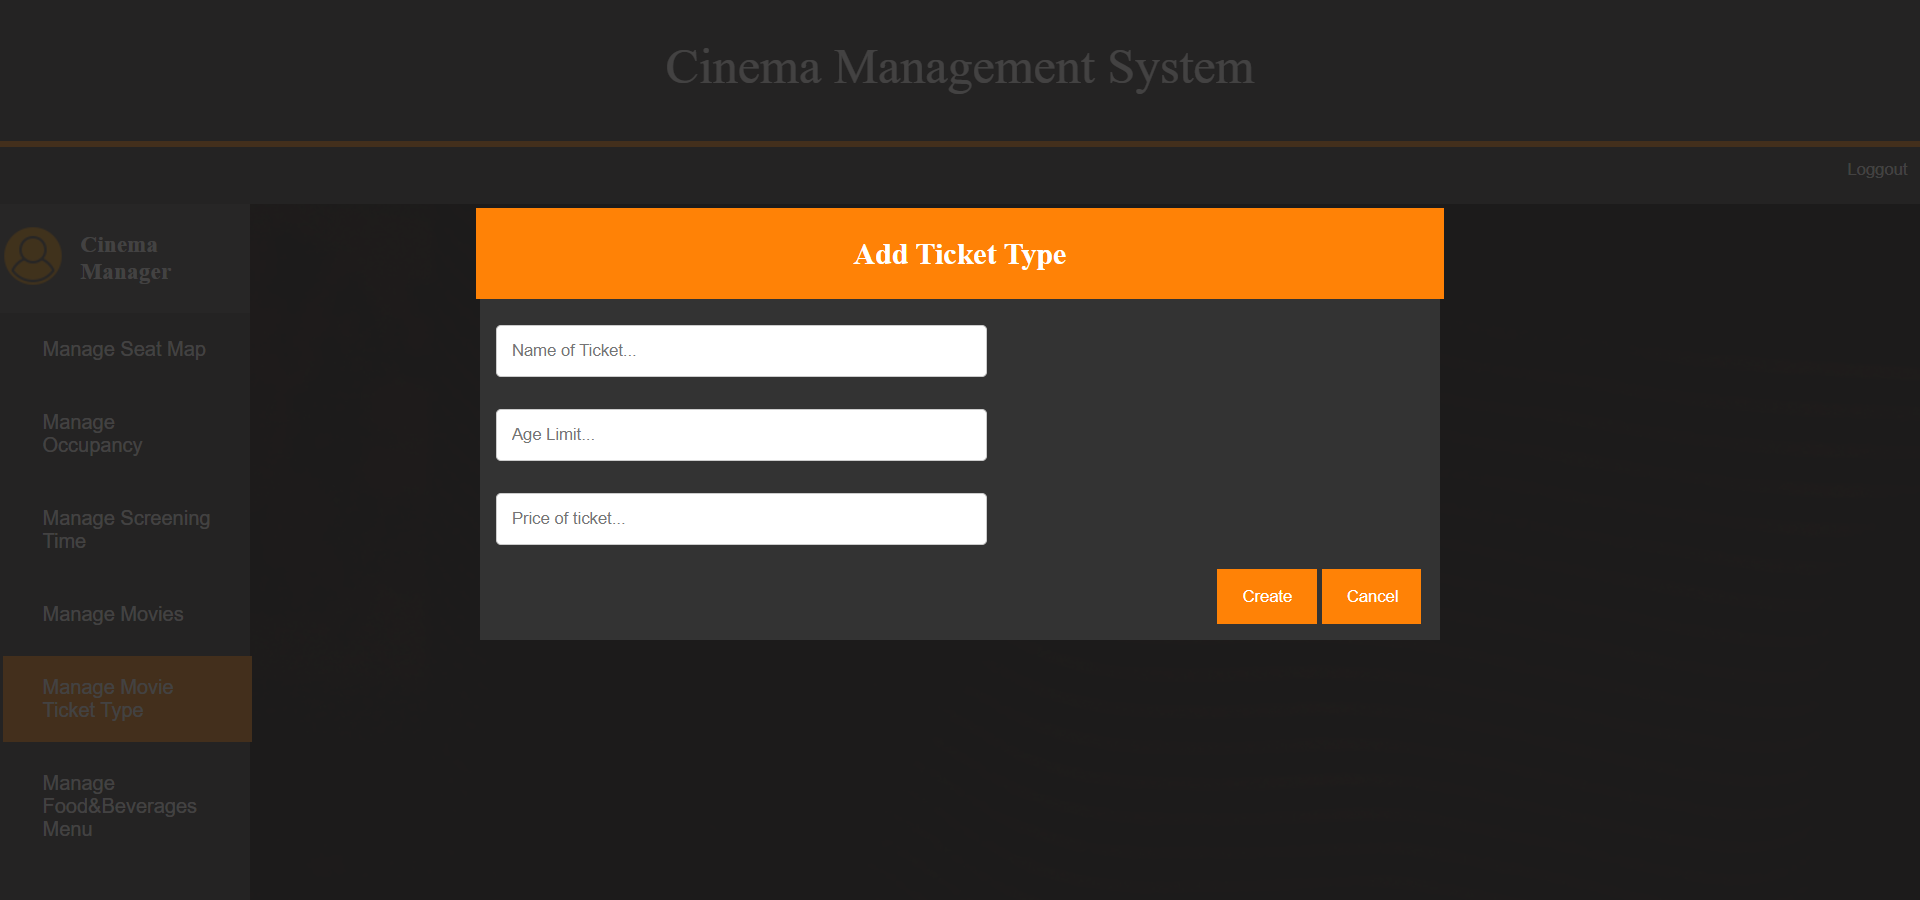 Cinema Management System
Loggout
Cinema
Manager
Manage Seat Map
Manage
Occupancy
Manage Screening
Time
Manage Movies
Manage Movie
Ticket Type
Manage
Food&Beverages
Menu
Add Ticket Type
Name of Ticket...
Age Limit...
Price of ticket...
Create
Cancel